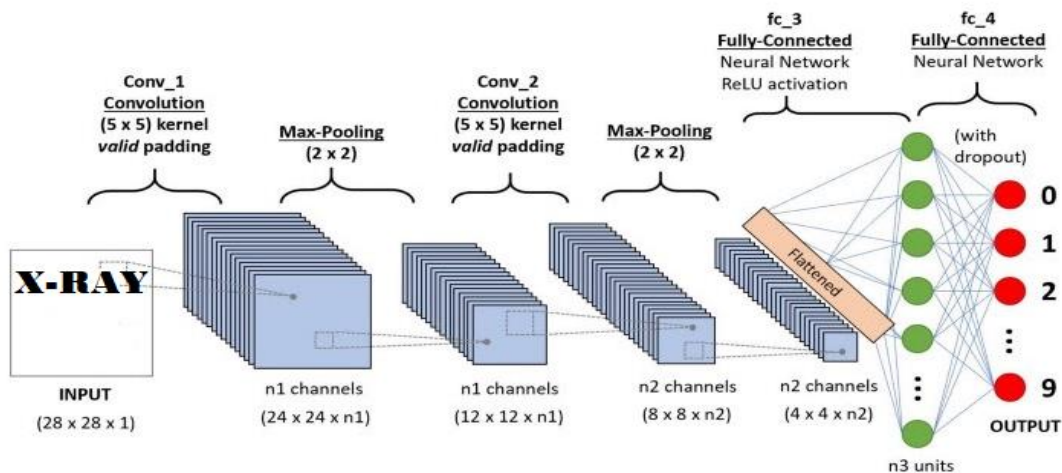 fc_3
Fully-Connected
Neural Network
ReLU activation
fc_4
Fully-Connected
Neural Network
Conv_1
Convolution
(5 x 5) kernel
valid padding
Max-Pooling
(2 x 2)
Conv_2
Convolution
(5 x 5) kernel
valid padding
Max-Pooling
(2 x 2)
(with
dropout)
X-RAY
Flattened
0
1
2
9
INPUT
(28 x 28 x 1)
n1 channels
(24 x 24 x n1)
n1 channels
(12 x 12 x n1)
n2 channels
(8 x 8 x n2)
n2 channels
(4 x 4 x n2)
OUTPUT
n3 units